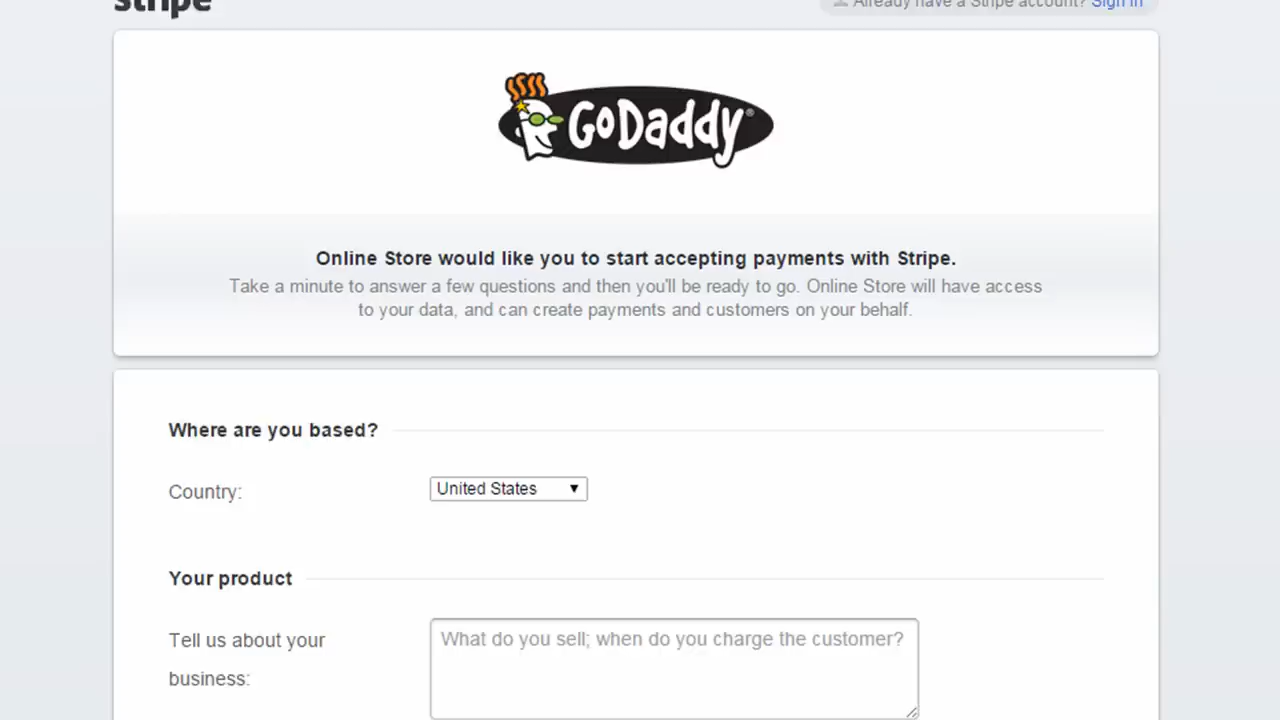 stripe
Already have a Stripe account? Sign in
GoDaddy®
Online Store would like you to start accepting payments with Stripe.
Take a minute to answer a few questions and then you'll be ready to go. Online Store will have access
to your data, and can create payments and customers on your behalf.
Where are you based?
Country:
United States
Your product
Tell us about your
business:
What do you sell; when do you charge the customer?